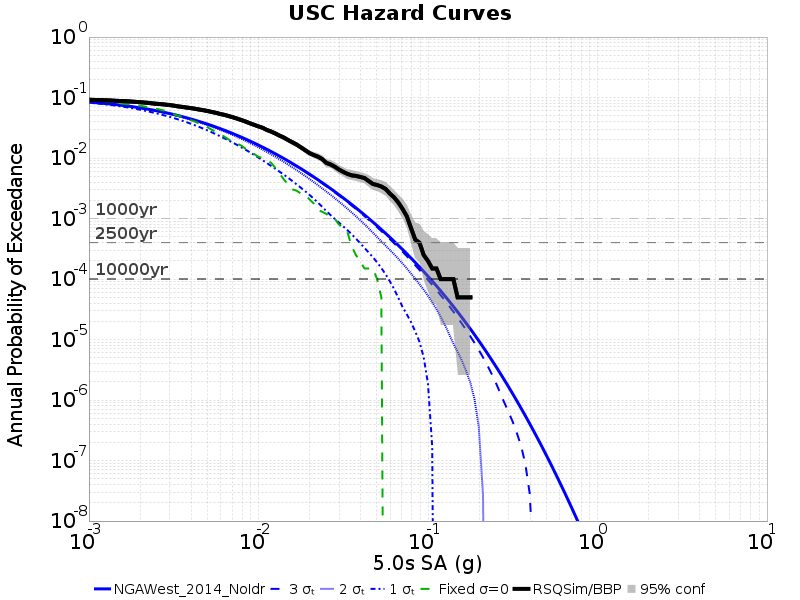 USC Hazard Curves
Annual Probability of Exceedance
10^0
10^-1
10^-2
10^-3
10^-4
10^-5
10^-6
10^-7
10^-8
1000yr
2500yr
10000yr
10^-3 10^-2 10^-1 10^0 10^1
5.0s SA (g)
NGAWest_2014_NoIdr 3 σₜ 2 σₜ 1 σₜ Fixed σ=0 RSQSim/BBP 95% conf